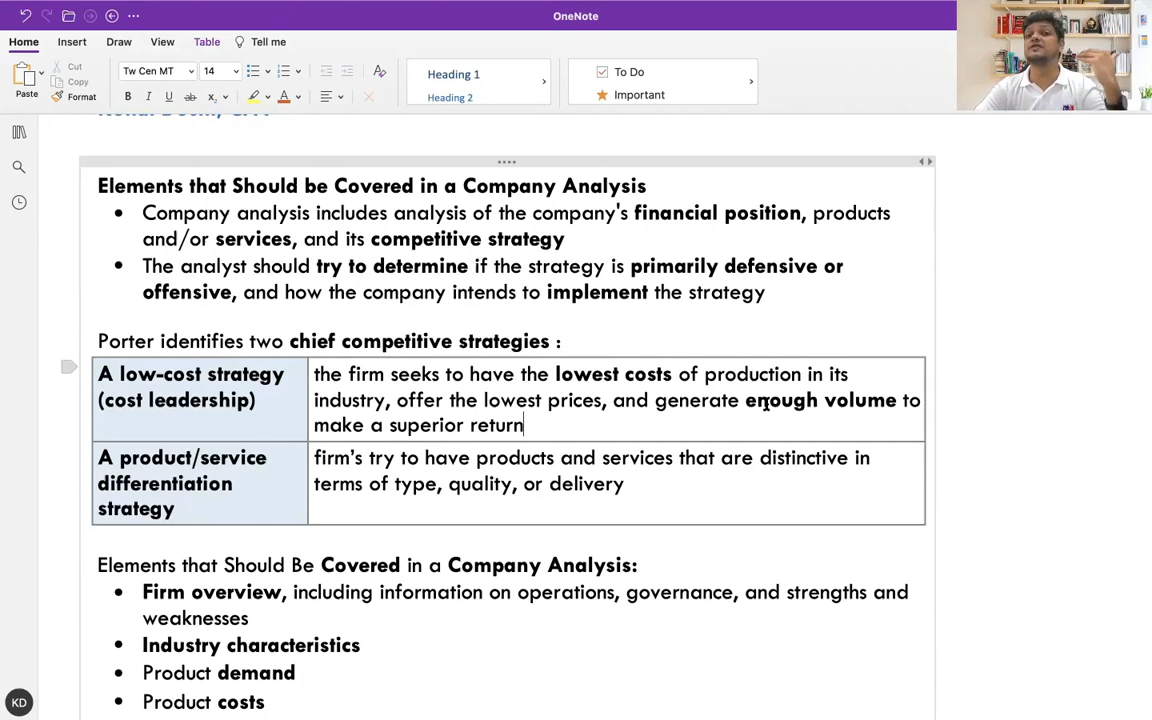 OneNote
Home Insert Draw View Table Tell me
Paste
Cut
Copy
Format
Tw Cen MT 14
Heading 1
Heading 2
To Do
Important
Elements that Should be Covered in a Company Analysis
• Company analysis includes analysis of the company's financial position, products
and/or services, and its competitive strategy
• The analyst should try to determine if the strategy is primarily defensive or
offensive, and how the company intends to implement the strategy
Porter identifies two chief competitive strategies :
A low-cost strategy
(cost leadership)
the firm seeks to have the lowest costs of production in its
industry, offer the lowest prices, and generate enough volume to
make a superior return
A product/service
differentiation
strategy
firm's try to have products and services that are distinctive in
terms of type, quality, or delivery
Elements that Should Be Covered in a Company Analysis:
• Firm overview, including information on operations, governance, and strengths and
weaknesses
• Industry characteristics
• Product demand
• Product costs
KD